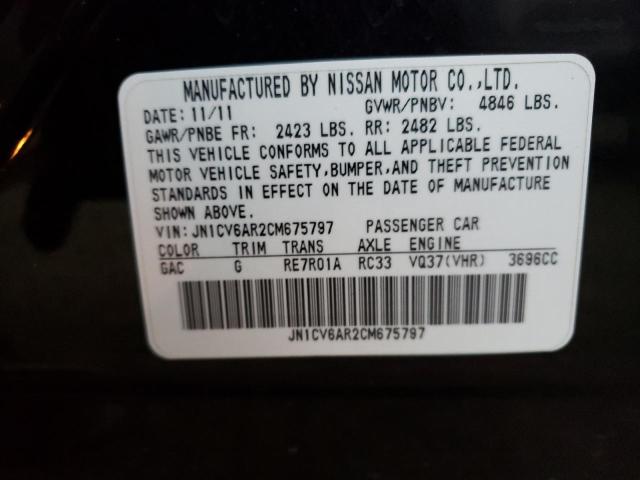 MANUFACTURED BY NISSAN MOTOR CO.,LTD.
DATE: 11/11 GVWR/PNBV: 4846 LBS.
GAWR/PNBE FR: 2423 LBS. RR: 2482 LBS.
THIS VEHICLE CONFORMS TO ALL APPLICABLE FEDERAL
MOTOR VEHICLE SAFETY,BUMPER,AND THEFT PREVENTION
STANDARDS IN EFFECT ON THE DATE OF MANUFACTURE
SHOWN ABOVE.
VIN: JN1CV6AR2CM675797 PASSENGER CAR
COLOR TRIM TRANS AXLE ENGINE
GAC G RE7R01A RC33 VQ37(VHR) 3696CC
JN1CV6AR2CM675797